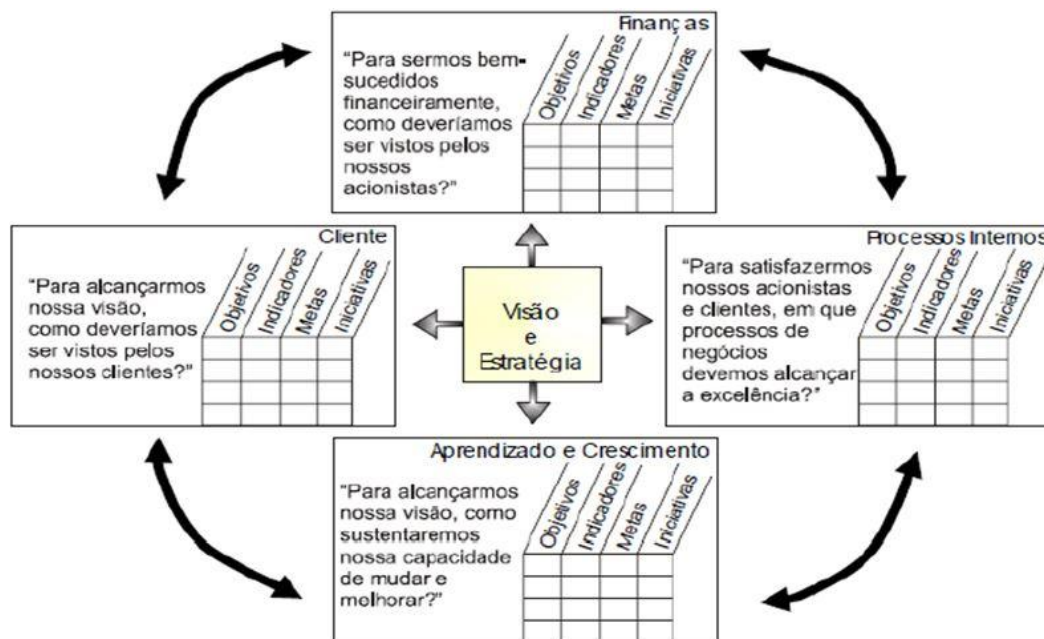 Finanças
"Para sermos bem-
sucedidos
financeiramente,
como deveríamos
ser vistos pelos
nossos
acionistas?"
Objetivos
Indicadores
Metas
Iniciativas
Cliente
"Para alcançarmos
nossa visão,
como deveríamos
ser vistos pelos
nossos clientes?"
Objetivos
Indicadores
Metas
Iniciativas
Visão
e
Estratégia
Processos Internos
"Para satisfazermos
nossos acionistas
e clientes, em que
processos de
negócios
devemos alcançar
a excelência?"
Objetivos
Indicadores
Metas
Iniciativas
Aprendizado e Crescimento
"Para alcançarmos
nossa visão, como
sustentaremos
nossa capacidade
de mudar e
melhorar?"
Objetivos
Indicadores
Metas
Iniciativas